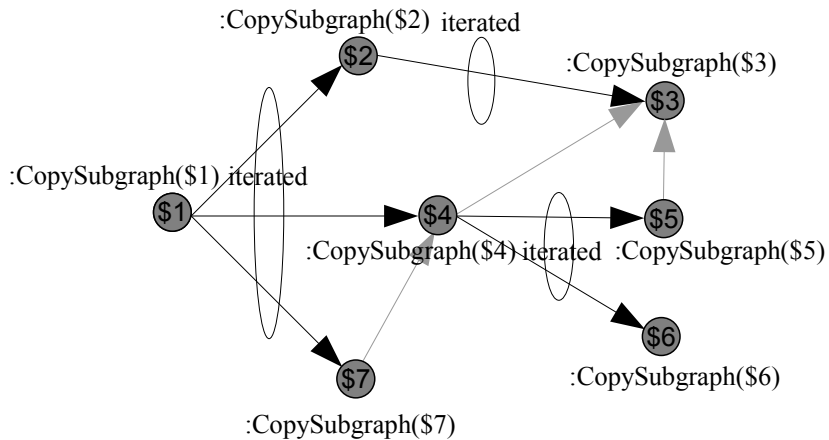 :CopySubgraph($2) iterated
$2
:CopySubgraph($3)
$3
:CopySubgraph($1) iterated
$1
$4
$5
:CopySubgraph($4) iterated :CopySubgraph($5)
$6
:CopySubgraph($6)
$7
:CopySubgraph($7)